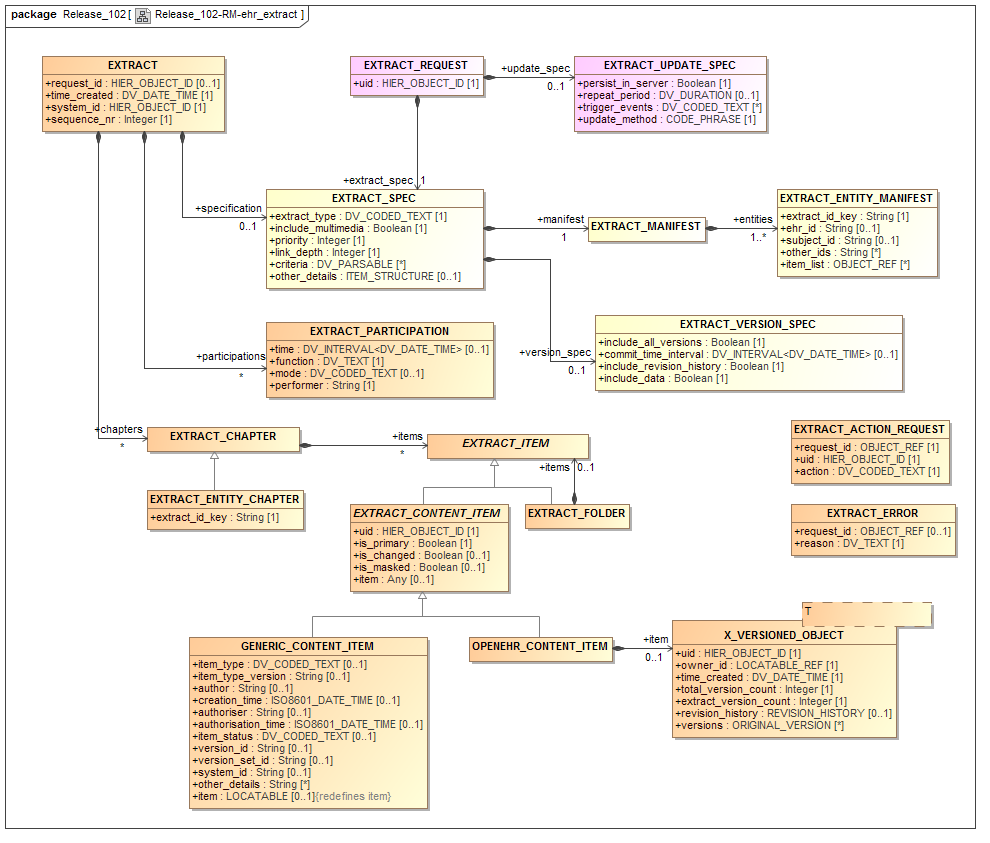 package Release_102 [ Release_102-RM-ehr_extract ]
EXTRACT
+request_id : HIER_OBJECT_ID [0..1]
+time_created : DV_DATE_TIME [1]
+system_id : HIER_OBJECT_ID [1]
+sequence_nr : Integer [1]
EXTRACT_REQUEST
+uid : HIER_OBJECT_ID [1]
+update_spec
0..1
EXTRACT_UPDATE_SPEC
+persist_in_server : Boolean [1]
+repeat_period : DV_DURATION [0..1]
+trigger_events : DV_CODED_TEXT [*]
+update_method : CODE_PHRASE [1]
+extract_spec 1
+specification
0..1
EXTRACT_SPEC
+extract_type : DV_CODED_TEXT [1]
+include_multimedia : Boolean [1]
+priority : Integer [1]
+link_depth : Integer [1]
+criteria : DV_PARSABLE [*]
+other_details : ITEM_STRUCTURE [0..1]
+manifest
1
EXTRACT_MANIFEST
+entities
1..*
EXTRACT_ENTITY_MANIFEST
+extract_id_key : String [1]
+ehr_id : String [0..1]
+subject_id : String [0..1]
+other_ids : String [*]
+item_list : OBJECT_REF [*]
+participations
*
EXTRACT_PARTICIPATION
+time : DV_INTERVAL<DV_DATE_TIME> [0..1]
+function : DV_TEXT [1]
+mode : DV_CODED_TEXT [0..1]
+performer : String [1]
+version_spec
0..1
EXTRACT_VERSION_SPEC
+include_all_versions : Boolean [1]
+commit_time_interval : DV_INTERVAL<DV_DATE_TIME> [0..1]
+include_revision_history : Boolean [1]
+include_data : Boolean [1]
+chapters
*
EXTRACT_CHAPTER
+items
*
EXTRACT_ITEM
+items 0..1
EXTRACT_ACTION_REQUEST
+request_id : OBJECT_REF [1]
+uid : HIER_OBJECT_ID [1]
+action : DV_CODED_TEXT [1]
EXTRACT_ENTITY_CHAPTER
+extract_id_key : String [1]
EXTRACT_CONTENT_ITEM
+uid : HIER_OBJECT_ID [1]
+is_primary : Boolean [1]
+is_changed : Boolean [0..1]
+is_masked : Boolean [0..1]
+item : Any [0..1]
EXTRACT_FOLDER
EXTRACT_ERROR
+request_id : OBJECT_REF [0..1]
+reason : DV_TEXT [1]
GENERIC_CONTENT_ITEM
+item_type : DV_CODED_TEXT [0..1]
+item_type_version : String [0..1]
+author : String [0..1]
+creation_time : ISO8601_DATE_TIME [0..1]
+authoriser : String [0..1]
+authorisation_time : ISO8601_DATE_TIME [0..1]
+item_status : DV_CODED_TEXT [0..1]
+version_id : String [0..1]
+version_set_id : String [0..1]
+system_id : String [0..1]
+other_details : String [*]
+item : LOCATABLE [0..1]{redefines item}
OPENEHR_CONTENT_ITEM
+item
0..1
T
X_VERSIONED_OBJECT
+uid : HIER_OBJECT_ID [1]
+owner_id : LOCATABLE_REF [1]
+time_created : DV_DATE_TIME [1]
+total_version_count : Integer [1]
+extract_version_count : Integer [1]
+revision_history : REVISION_HISTORY [0..1]
+versions : ORIGINAL_VERSION [*]